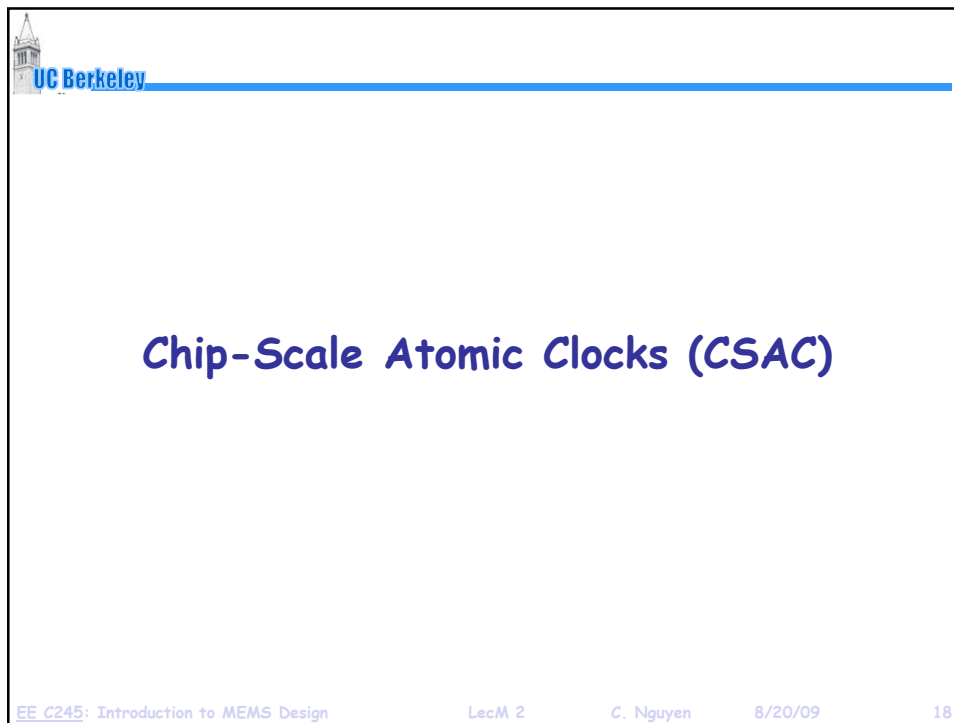 UC Berkeley
Chip-Scale Atomic Clocks (CSAC)
EE C245: Introduction to MEMS Design LecM 2 C. Nguyen 8/20/09 18